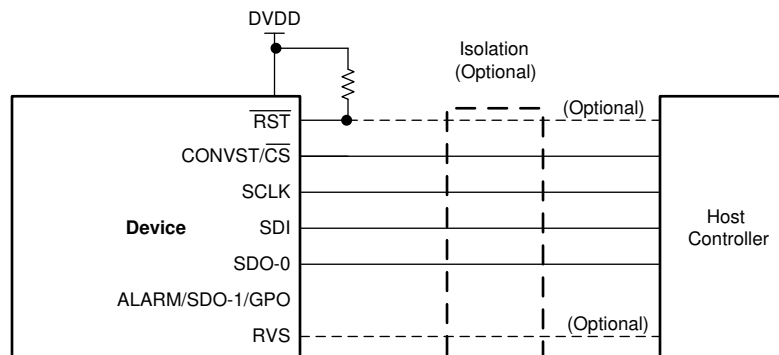 DVDD
Isolation
(Optional)
RST
(Optional)
CONVST/CS
SCLK
Device
SDI
Host
Controller
SDO-0
ALARM/SDO-1/GPO
RVS
(Optional)